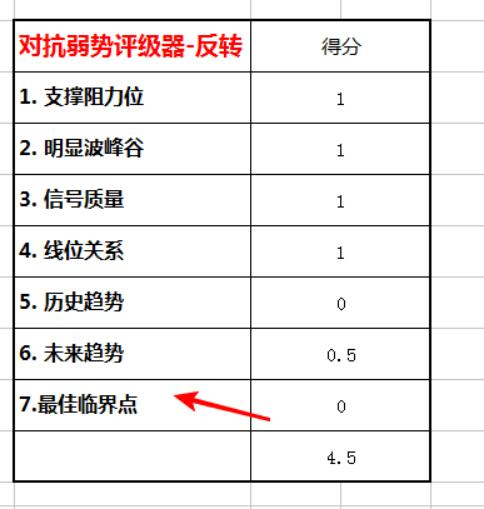 对抗弱势评级器-反转 得分
1. 支撑阻力位 1
2. 明显波峰谷 1
3. 信号质量 1
4. 线位关系 1
5. 历史趋势 0
6. 未来趋势 0.5
7.最佳临界点 0
4.5